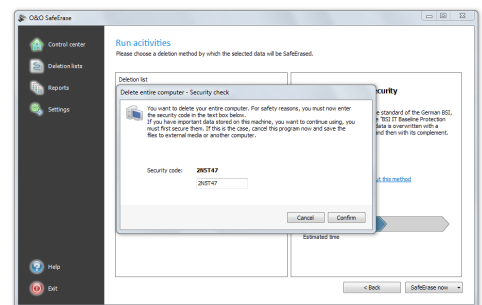 O&O SafeErase
Control center
Deletion lists
Reports
Settings
Help
Exit
Run acitivities
Please choose a deletion method by which the selected data will be SafeErased.
Deletion list
Delete entire computer - Security check
You want to delete your entire computer. For safety reasons, you must now enter
the security code in the text box below.
If you have important data stored on this machine, you want to continue using, you
must first secure them. If this is the case, cancel this program now and save the
files to external media or another computer.
Security code: 2N5T47
2N5T47
Cancel Confirm
curity
e standard of the German BSI,
e "BSI IT Baseline Protection
data is overwritten with a
nd then with its complement.
ut this method
Estimated time
< Back SafeErase now